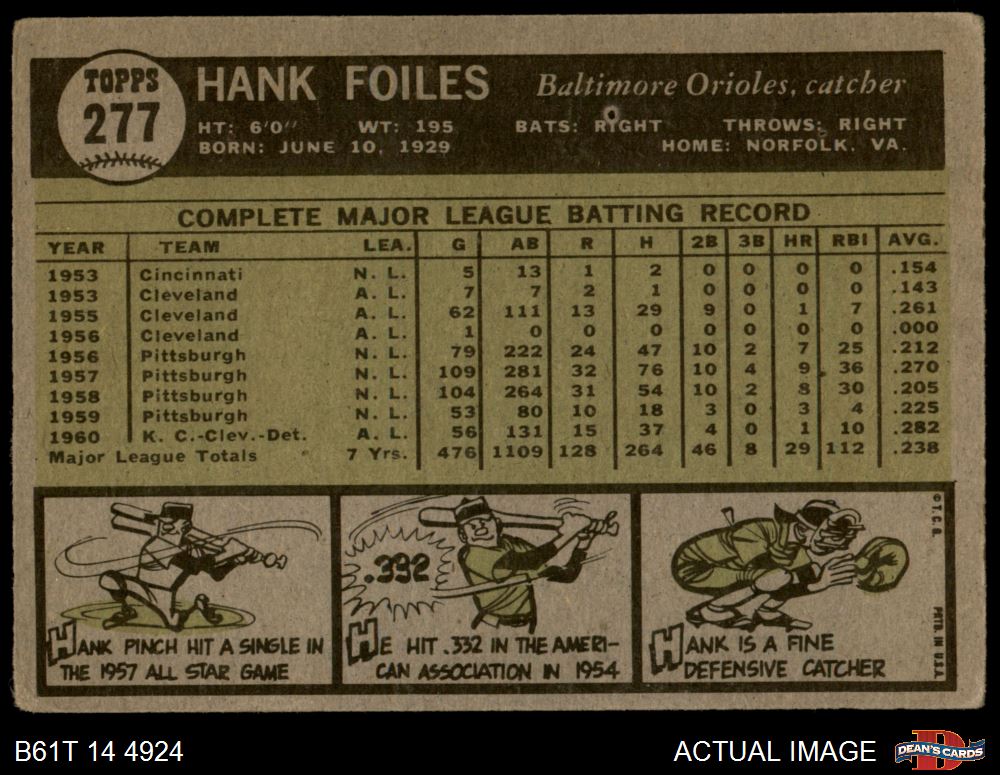 TOPPS
277
HANK FOILES
Baltimore Orioles, catcher
HT: 6'0" WT: 195 BATS: RIGHT THROWS: RIGHT
BORN: JUNE 10, 1929 HOME: NORFOLK, VA.
COMPLETE MAJOR LEAGUE BATTING RECORD
YEAR TEAM LEA. G AB R H 2B 3B HR RBI AVG.
1953 Cincinnati N. L. 5 13 1 2 0 0 0 0 .154
1953 Cleveland A. L. 7 7 2 1 0 0 0 0 .143
1955 Cleveland A. L. 62 111 13 29 9 0 1 7 .261
1956 Cleveland A. L. 1 0 0 0 0 0 0 0 .000
1956 Pittsburgh N. L. 79 222 24 47 10 2 7 25 .212
1957 Pittsburgh N. L. 109 281 32 76 10 4 9 36 .270
1958 Pittsburgh N. L. 104 264 31 54 10 2 8 30 .205
1959 Pittsburgh N. L. 53 80 10 18 3 0 3 4 .225
1960 K. C.-Clev.-Det. A. L. 56 131 15 37 4 0 1 10 .282
Major League Totals 7 Yrs. 476 1109 128 264 46 8 29 112 .238
HANK PINCH HIT A SINGLE IN
THE 1957 ALL STAR GAME
.332
HE HIT .332 IN THE AMERI-
CAN ASSOCIATION IN 1954
HANK IS A FINE
DEFENSIVE CATCHER
© T. C. G.
PRTD. IN U.S.A.
B61T 14 4924
ACTUAL IMAGE
D
DEAN'S CARDS